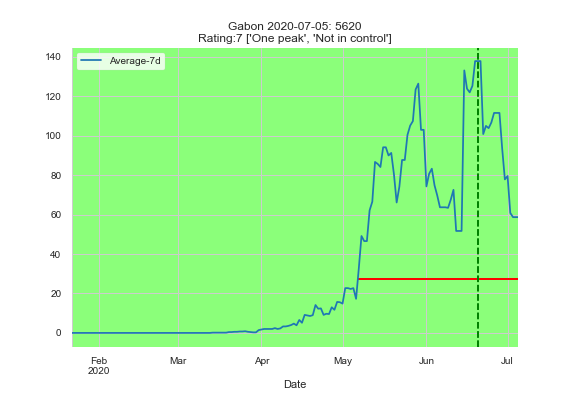 Gabon 2020-07-05: 5620
Rating:7 ['One peak', 'Not in control']
Average-7d
140
120
100
80
60
40
20
0
Feb
2020
Mar
Apr
May
Jun
Jul
Date